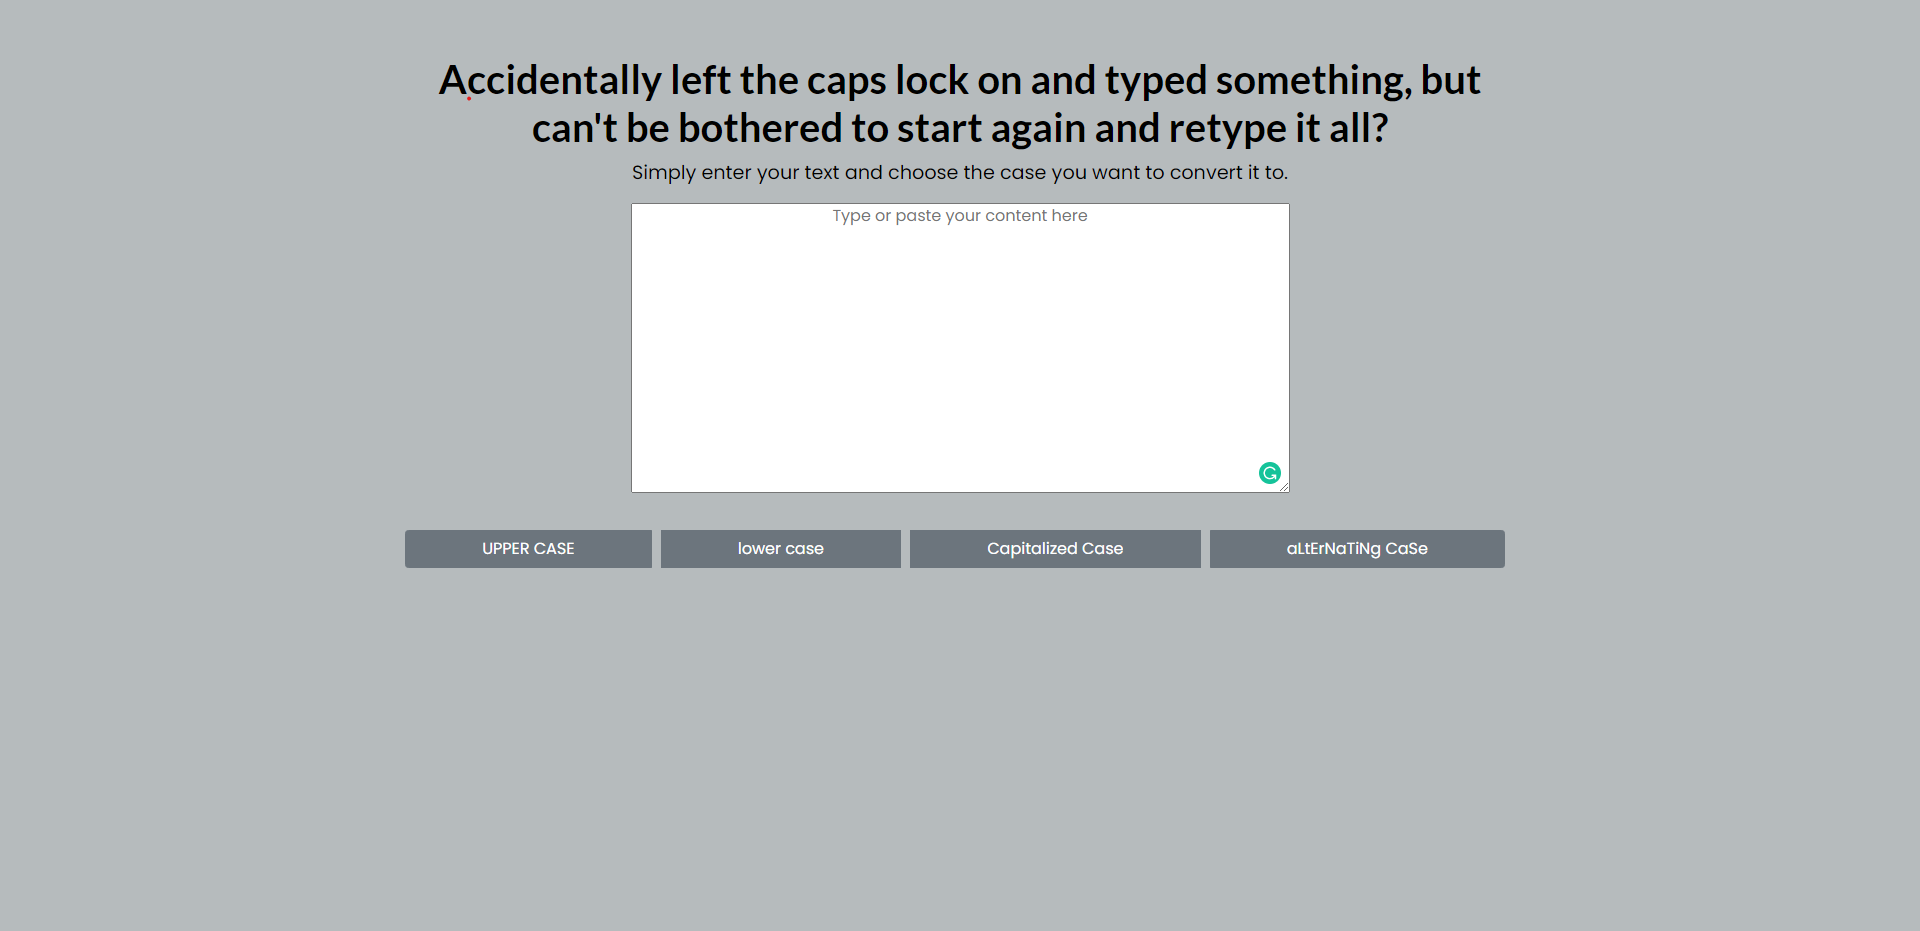 Accidentally left the caps lock on and typed something, but
can't be bothered to start again and retype it all?
Simply enter your text and choose the case you want to convert it to.
Type or paste your content here
UPPER CASE
lower case
Capitalized Case
aLtErNaTiNg CaSe